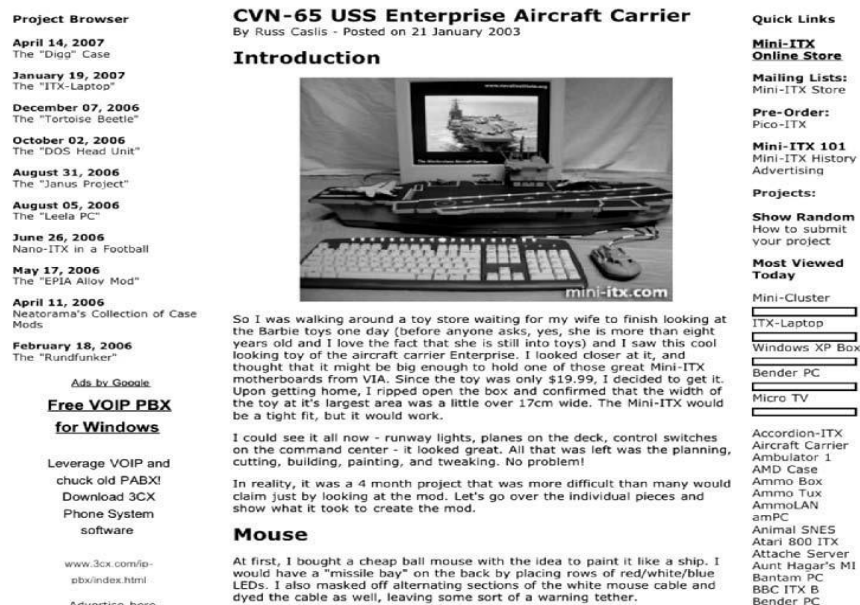 Project Browser
April 14, 2007
The "Digg" Case
January 19, 2007
The "ITX-Laptop"
December 07, 2006
The "Tortoise Beetle"
October 02, 2006
The "DOS Head Unit"
August 31, 2006
The "Janus Project"
August 05, 2006
The "Leela PC"
June 26, 2006
Nano-ITX in a Football
May 17, 2006
The "EPIA Alloy Mod"
April 11, 2006
Neatorama's Collection of Case
Mods
February 18, 2006
The "Rundfunker"
Ads by Google
Free VOIP PBX
for Windows
Leverage VOIP and
chuck old PABX!
Download 3CX
Phone System
software
www.3cx.com/ip-
pbx/index.html
Advertise here
CVN-65 USS Enterprise Aircraft Carrier
By Russ Caslis - Posted on 21 January 2003
Introduction
mini-itx.com
So I was walking around a toy store waiting for my wife to finish looking at
the Barbie toys one day (before anyone asks, yes, she is more than eight
years old and I love the fact that she is still into toys) and I saw this cool
looking toy of the aircraft carrier Enterprise. I looked closer at it, and
thought that it might be big enough to hold one of those great Mini-ITX
motherboards from VIA. Since the toy was only $19.99, I decided to get it.
Upon getting home, I ripped open the box and confirmed that the width of
the toy at it's largest area was a little over 17cm wide. The Mini-ITX would
be a tight fit, but it would work.
I could see it all now - runway lights, planes on the deck, control switches
on the command center - it looked great. All that was left was the planning,
cutting, building, painting, and tweaking. No problem!
In reality, it was a 4 month project that was more difficult than many would
claim just by looking at the mod. Let's go over the individual pieces and
show what it took to create the mod.
Mouse
At first, I bought a cheap ball mouse with the idea to paint it like a ship. I
would have a "missile bay" on the back by placing rows of red/white/blue
LEDs. I also masked off alternating sections of the white mouse cable and
dyed the cable as well, leaving some sort of a warning tether.
Quick Links
Mini-ITX
Online Store
Mailing Lists:
Mini-ITX Store
Pre-Order:
Pico-ITX
Mini-ITX 101
Mini-ITX History
Advertising
Projects:
Show Random
How to submit
your project
Most Viewed
Today
Mini-Cluster
ITX-Laptop
Windows XP Box
Bender PC
Micro TV
Accordion-ITX
Aircraft Carrier
Ambulator 1
AMD Case
Ammo Box
Ammo Tux
AmmoLAN
amPC
Animal SNES
Atari 800 ITX
Attache Server
Aunt Hagar's MI
Bantam PC
BBC ITX B
Bender PC